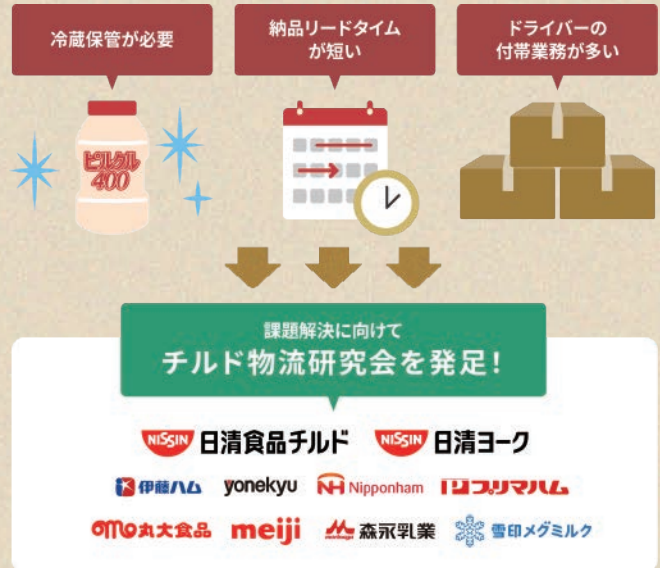 冷蔵保管が必要
納品リードタイム
が短い
ドライバーの
付帯業務が多い
ピルクル
400
課題解決に向けて
チルド物流研究会を発足！
NISSIN 日清食品チルド NISSIN 日清ヨーク
伊藤ハム yonekyu NH Nipponham プリマハム
丸大食品 meiji 森永乳業 雪印メグミルク